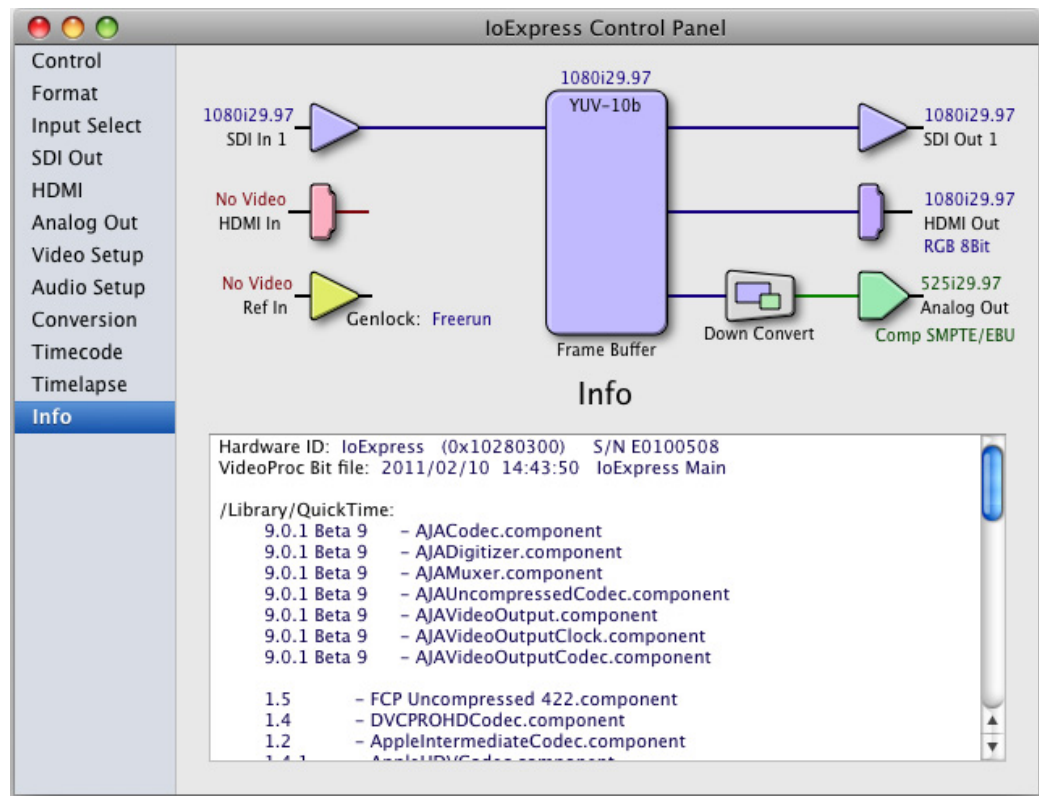 IoExpress Control Panel
Control
Format
Input Select
SDI Out
HDMI
Analog Out
Video Setup
Audio Setup
Conversion
Timecode
Timelapse
Info
1080i29.97
YUV-10b
Frame Buffer
1080i29.97
SDI In 1
No Video
HDMI In
No Video
Ref In
Genlock: Freerun
1080i29.97
SDI Out 1
1080i29.97
HDMI Out
RGB 8Bit
Down Convert
525i29.97
Analog Out
Comp SMPTE/EBU
Info
Hardware ID: IoExpress (0x10280300) S/N E0100508
VideoProc Bit file: 2011/02/10 14:43:50 IoExpress Main
/Library/QuickTime:
9.0.1 Beta 9 - AJACodec.component
9.0.1 Beta 9 - AJADigitizer.component
9.0.1 Beta 9 - AJAMuxer.component
9.0.1 Beta 9 - AJAUncompressedCodec.component
9.0.1 Beta 9 - AJAVideoOutput.component
9.0.1 Beta 9 - AJAVideoOutputClock.component
9.0.1 Beta 9 - AJAVideoOutputCodec.component
1.5 - FCP Uncompressed 422.component
1.4 - DVCPROHDCodec.component
1.2 - AppleIntermediateCodec.component